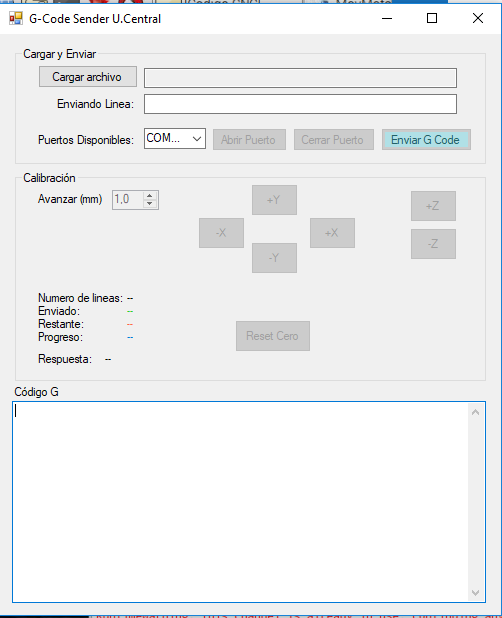 G-Code Sender U.Central
Cargar y Enviar
Cargar archivo
Enviando Linea:
Puertos Disponibles: COM... Abrir Puerto Cerrar Puerto Enviar G Code
Calibración
Avanzar (mm) 1,0
+Y
+Z
-X
+X
-Z
-Y
Numero de lineas: --
Enviado: --
Restante: --
Progreso: --
Reset Cero
Respuesta: --
Código G